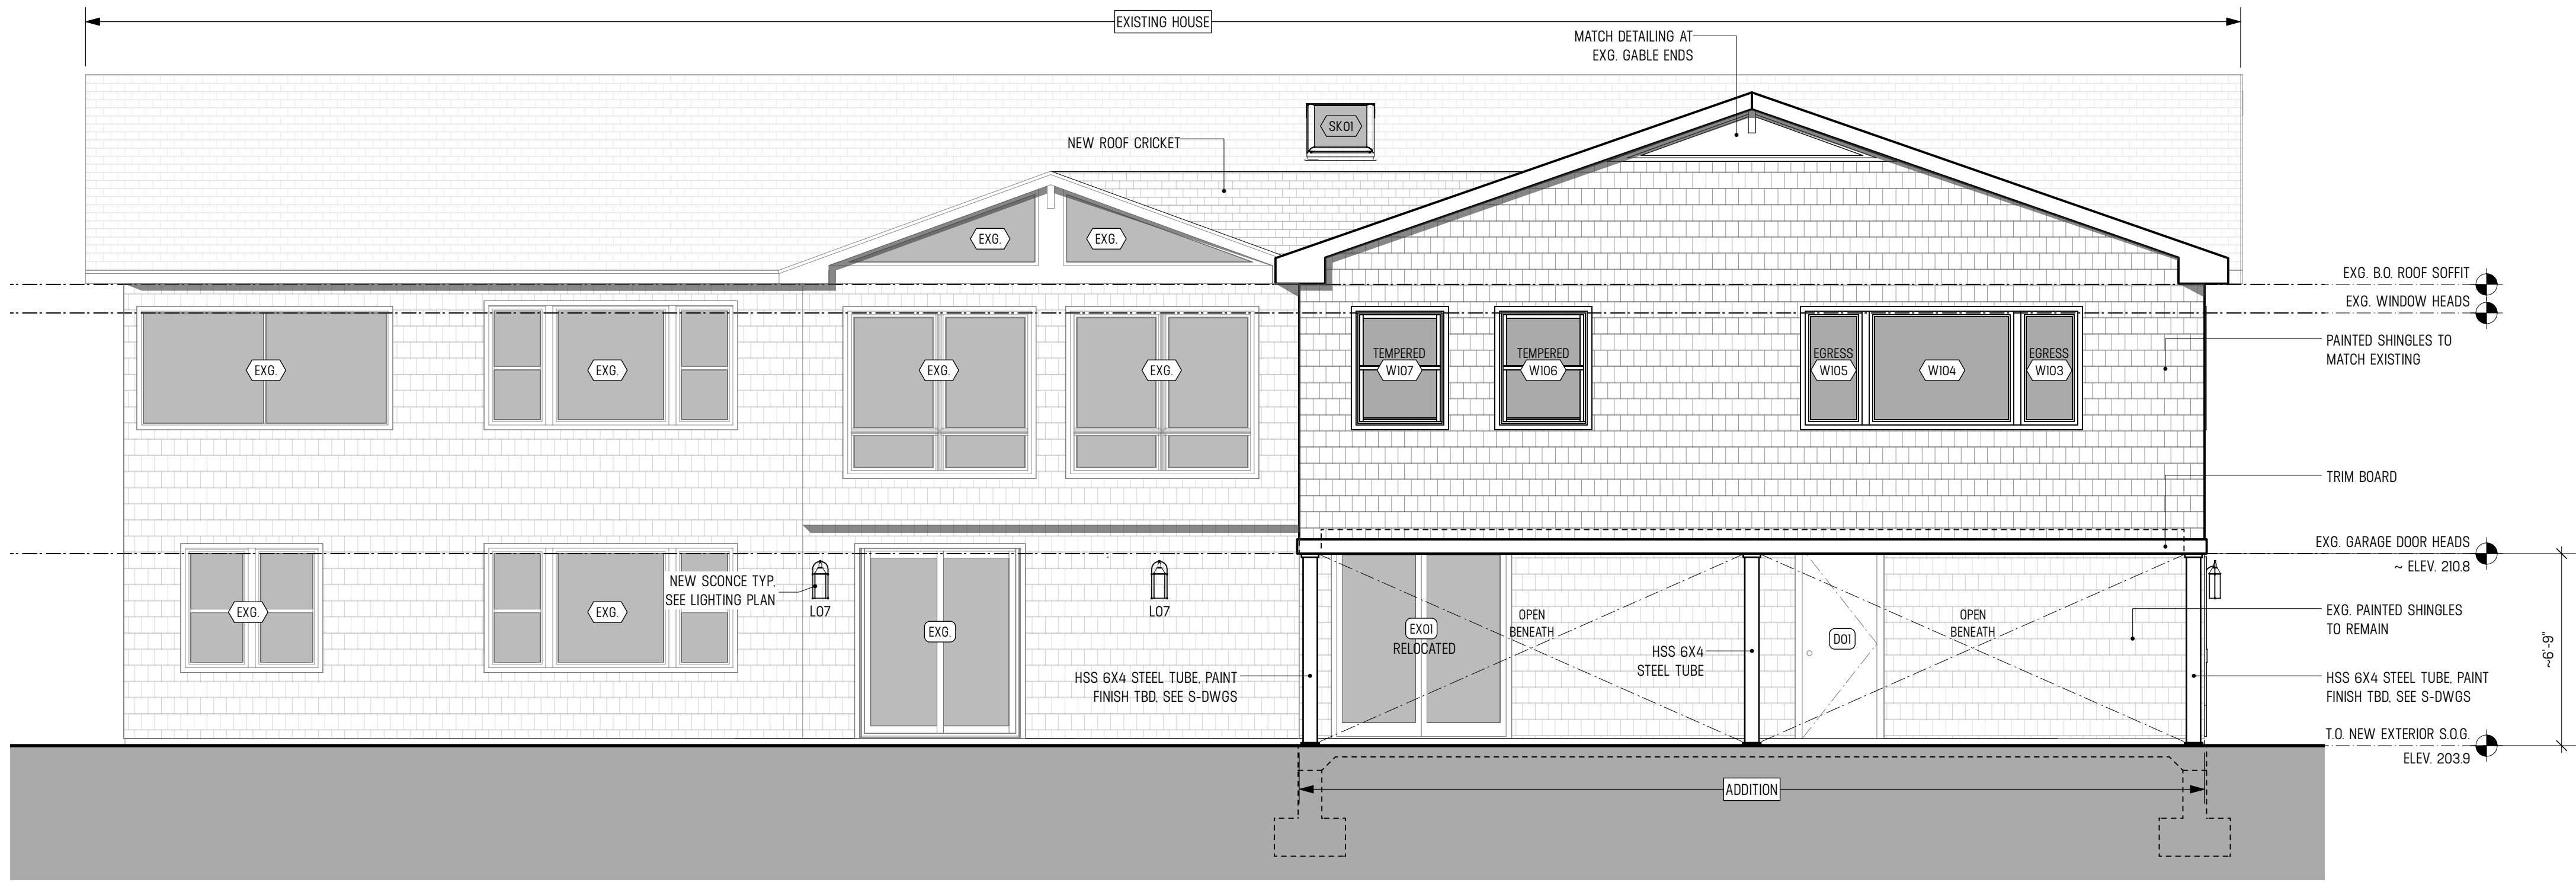 EXISTING HOUSE
MATCH DETAILING AT
EXG. GABLE ENDS
SK01
NEW ROOF CRICKET
EXG.
EXG.
EXG. B.O. ROOF SOFFIT
EXG. WINDOW HEADS
PAINTED SHINGLES TO
MATCH EXISTING
EXG.
EXG.
EXG.
EXG.
TEMPERED
W107
TEMPERED
W106
EGRESS
W105
W104
EGRESS
W103
TRIM BOARD
EXG. GARAGE DOOR HEADS
~ ELEV. 210.8
NEW SCONCE TYP.
SEE LIGHTING PLAN
L07
L07
EXG.
EXG.
EXG.
EX01
RELOCATED
OPEN
BENEATH
D01
OPEN
BENEATH
HSS 6X4
STEEL TUBE
EXG. PAINTED SHINGLES
TO REMAIN
~6'-9"
HSS 6X4 STEEL TUBE, PAINT
FINISH TBD, SEE S-DWGS
HSS 6X4 STEEL TUBE, PAINT
FINISH TBD, SEE S-DWGS
T.O. NEW EXTERIOR S.O.G.
ELEV. 203.9
ADDITION